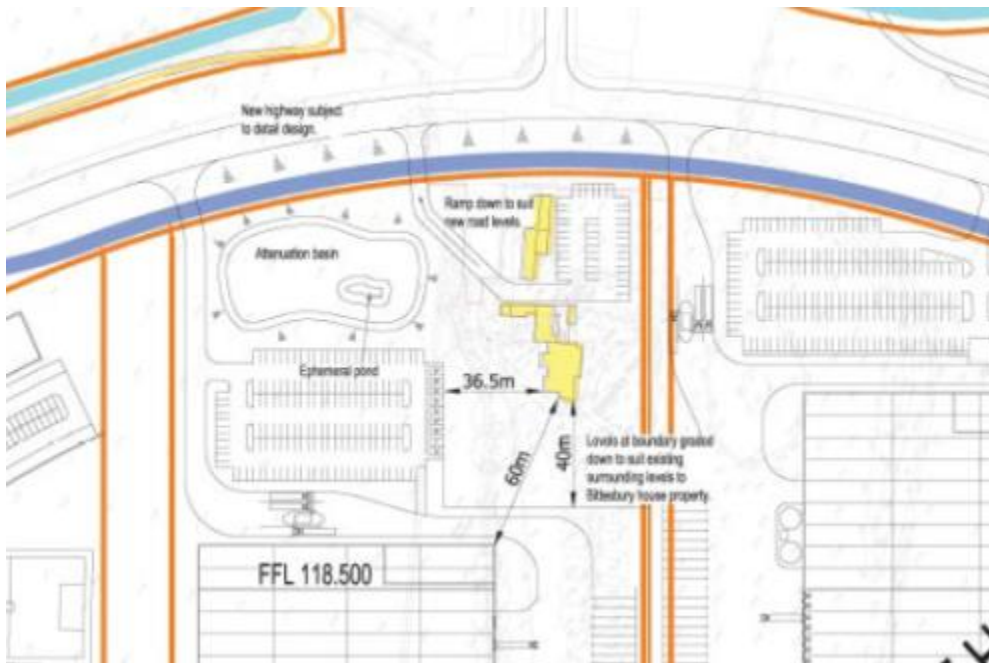 New highway subject
to detail design.
Ramp down to suit
new road levels.
Attenuation basin
Ephemeral pond
36.5m
60m
40m
Levels at boundary graded
down to suit existing
surrounding levels to
Bittesbury house property.
FFL 118.500